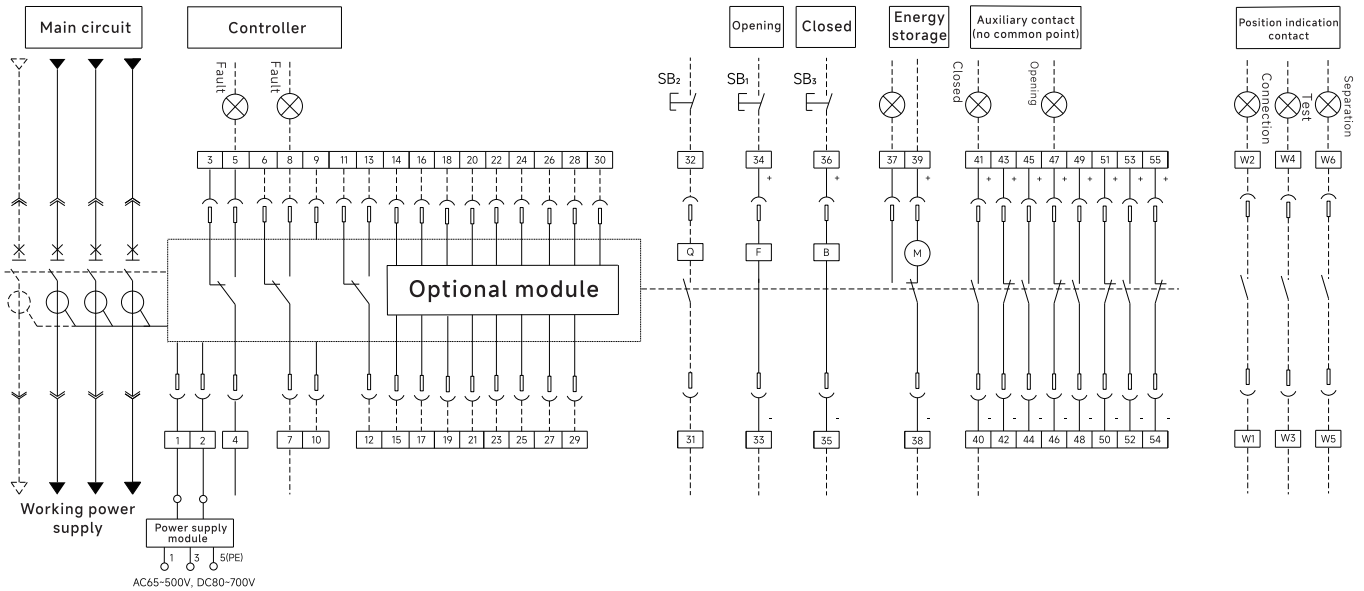 Main circuit
Controller
Opening
Closed
Energy
storage
Auxiliary contact
(no common point)
Position indication
contact
Fault
Fault
SB₂
SB₁
SB₃
Closed
Opening
Connection
Test
Separation
3 5 6 8 9 11 13 14 16 18 20 22 24 26 28 30
32
34
36
37 39
41 43 45 47 49 51 53 55
W2
W4
W6
+ + + + + + + + + + +
Q
F
B
M
Optional module
- - - - - - - - - - -
1 2
4
7 10
12 15 17 19 21 23 25 27 29
31
33
35
38
40 42 44 46 48 50 52 54
W1
W3
W5
Working power
supply
Power supply
module
1 3 5(PE)
AC65~500V, DC80~700V